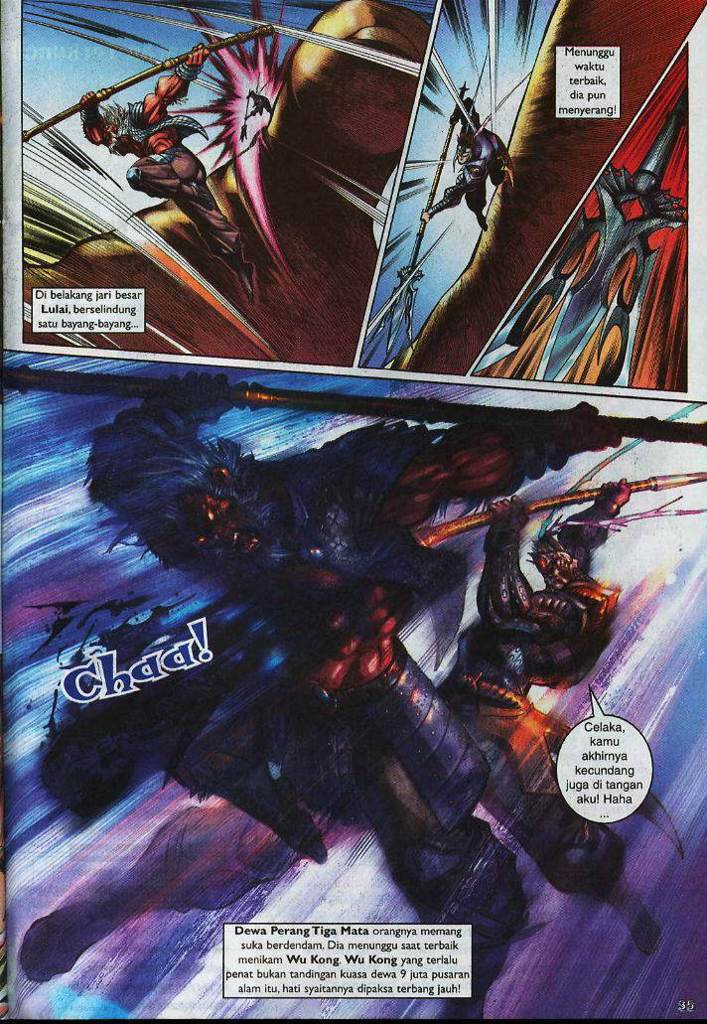 Di belakang jari besar
Lulai, berselindung
satu bayang-bayang...
Menunggu
waktu
terbaik,
dia pun
menyerang!
Chaa!
Celaka,
kamu
akhirnya
kecundang
juga di tangan
aku! Haha
...
Dewa Perang Tiga Mata orangnya memang
suka berdendam. Dia menunggu saat terbaik
menikam Wu Kong. Wu Kong yang terlalu
penat bukan tandingan kuasa dewa 9 juta pusaran
alam itu, hati syaitannya dipaksa terbang jauh!
35